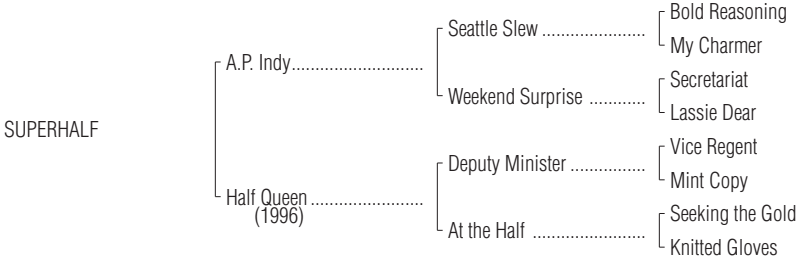 Bold Reasoning
Seattle Slew ......................
My Charmer
A.P. Indy............................
Secretariat
Weekend Surprise ............
Lassie Dear
SUPERHALF
Vice Regent
Deputy Minister ................
Mint Copy
Half Queen ........................
(1996)
Seeking the Gold
At the Half ........................
Knitted Gloves